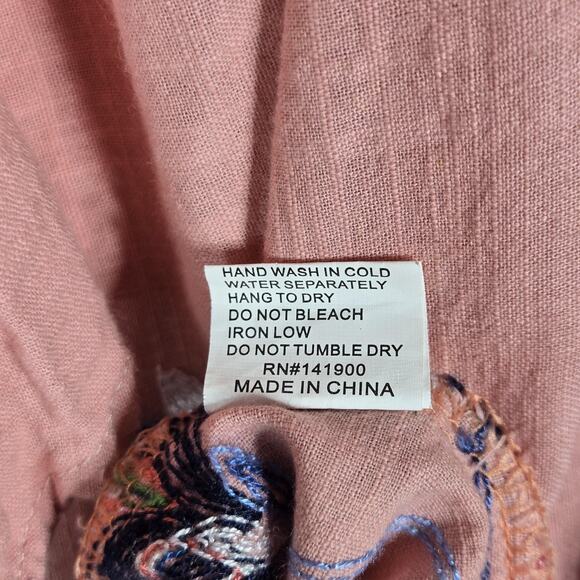 HAND WASH IN COLD
WATER SEPARATELY
HANG TO DRY
DO NOT BLEACH
IRON LOW
DO NOT TUMBLE DRY
RN#141900
MADE IN CHINA